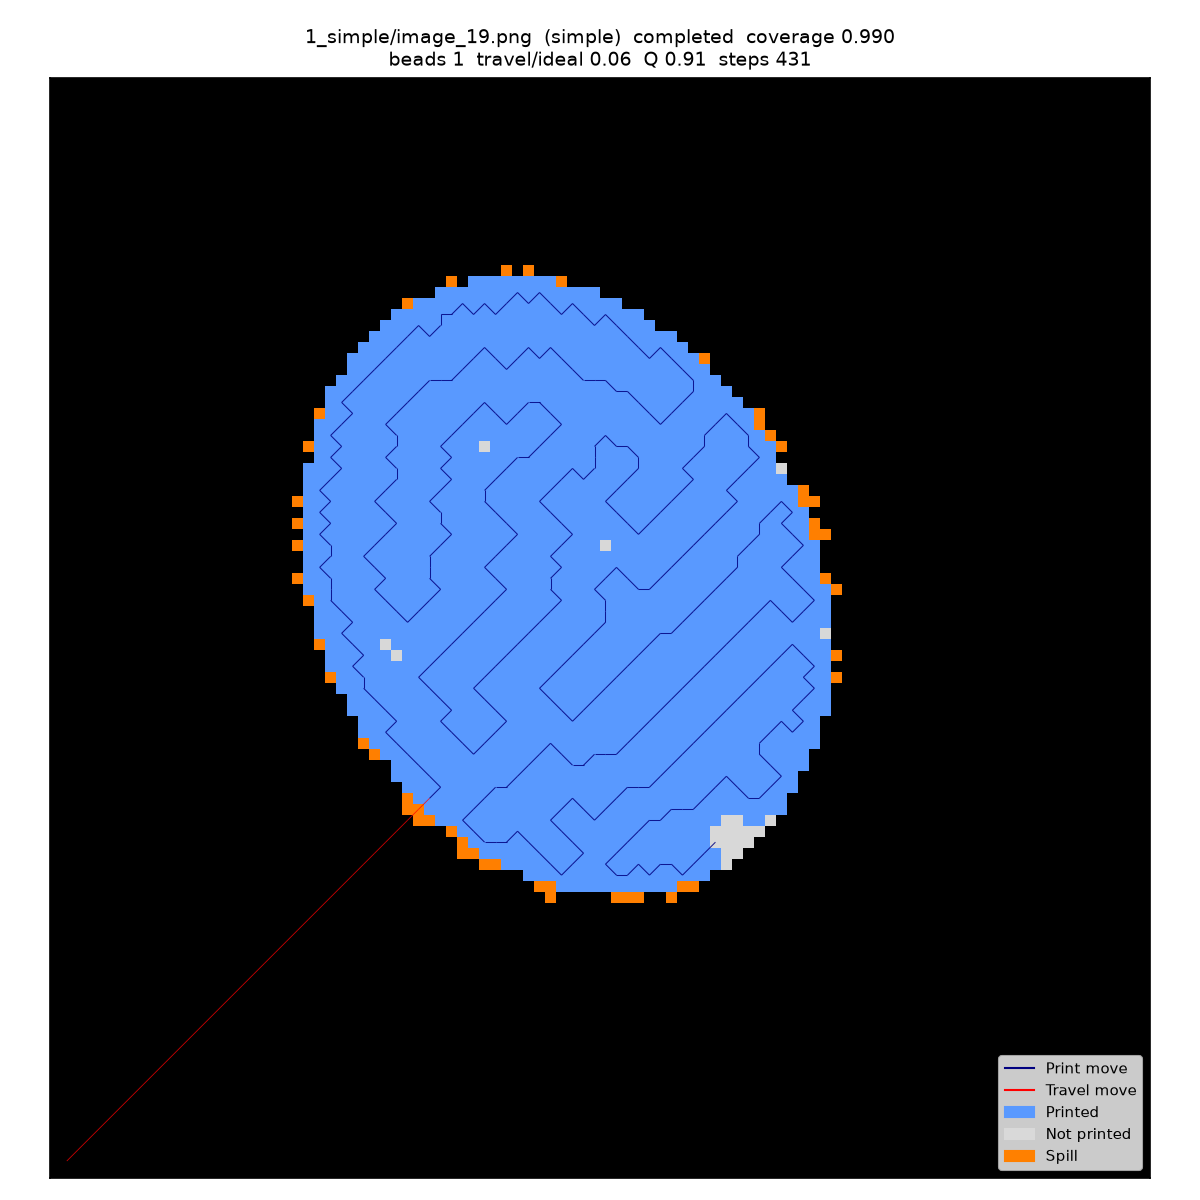 1_simple/image_19.png  (simple)  completed  coverage 0.990
beads 1  travel/ideal 0.06  Q 0.91  steps 431
Print move
Travel move
Printed
Not printed
Spill